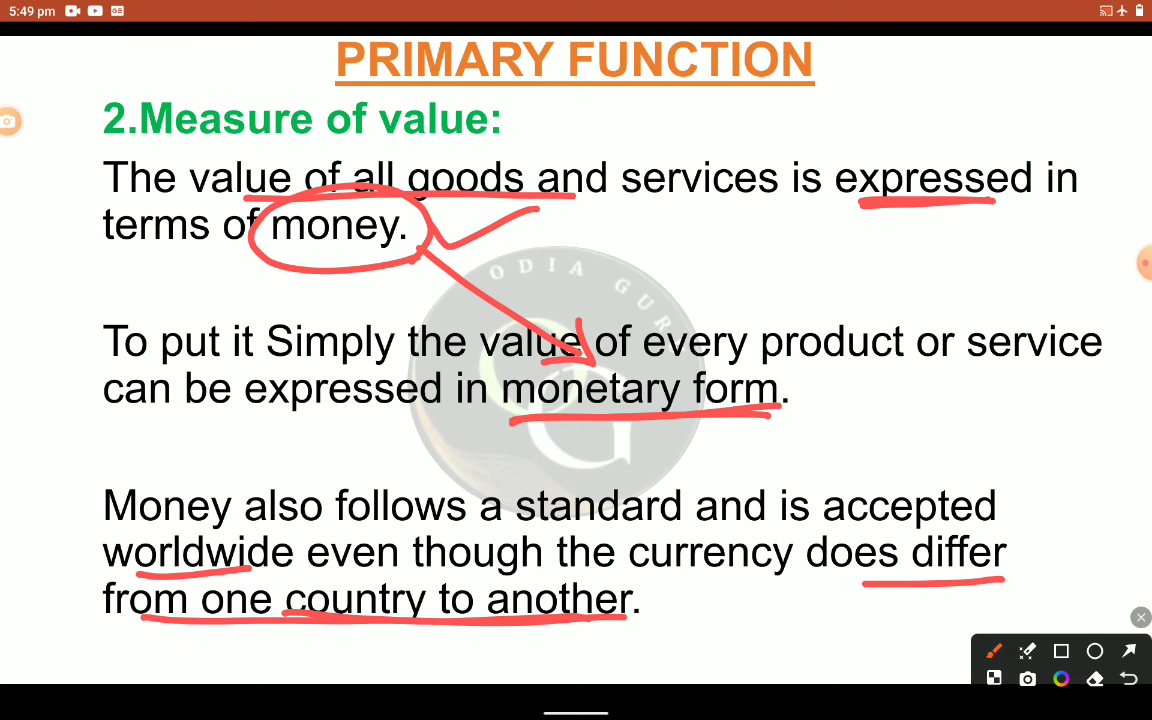 5:49 pm
PRIMARY FUNCTION
2.Measure of value:
The value of all goods and services is expressed in
terms of money.
ODIA GURU
To put it Simply the value of every product or service
can be expressed in monetary form.
G
Money also follows a standard and is accepted
worldwide even though the currency does differ
from one country to another.